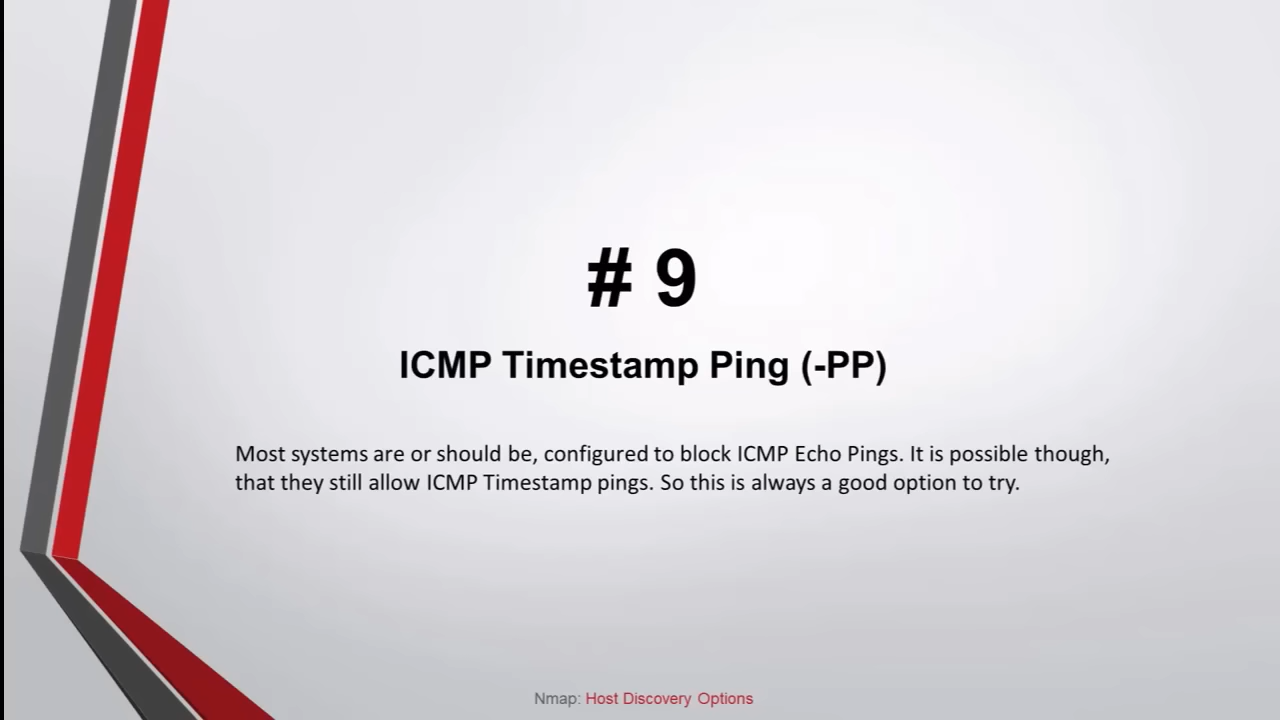 # 9
ICMP Timestamp Ping (-PP)
Most systems are or should be, configured to block ICMP Echo Pings. It is possible though,
that they still allow ICMP Timestamp pings. So this is always a good option to try.
Nmap: Host Discovery Options